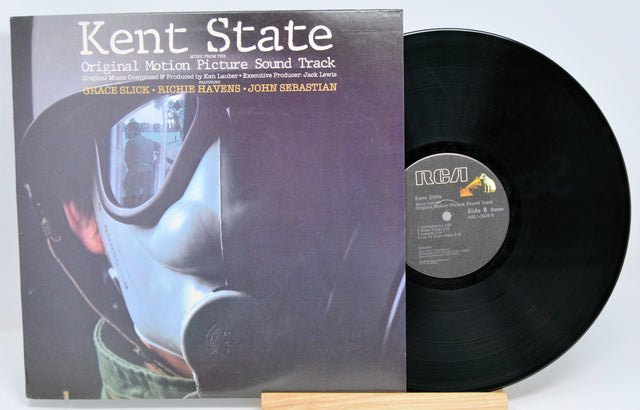 Kent State
MUSIC FROM THE
Original Motion Picture Sound Track
Original Music Composed & Produced by Ken Lauber • Executive Producer: Jack Lewis
FEATURING
GRACE SLICK • RICHIE HAVENS • JOHN SEBASTIAN
RCA
Kent State
Original Motion Picture Sound Track
Side B Stereo